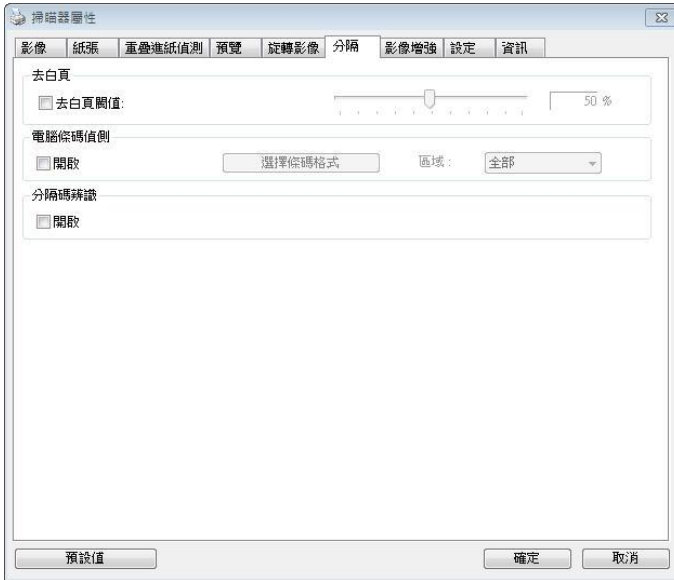 掃瞄器屬性
影像 紙張 重疊進紙偵測 預覽 旋轉影像 分隔 影像增強 設定 資訊
去白頁
去白頁閥值: 50 %
電腦條碼偵側
開啟 選擇條碼格式 區域: 全部
分隔碼辨識
開啟
預設值 確定 取消